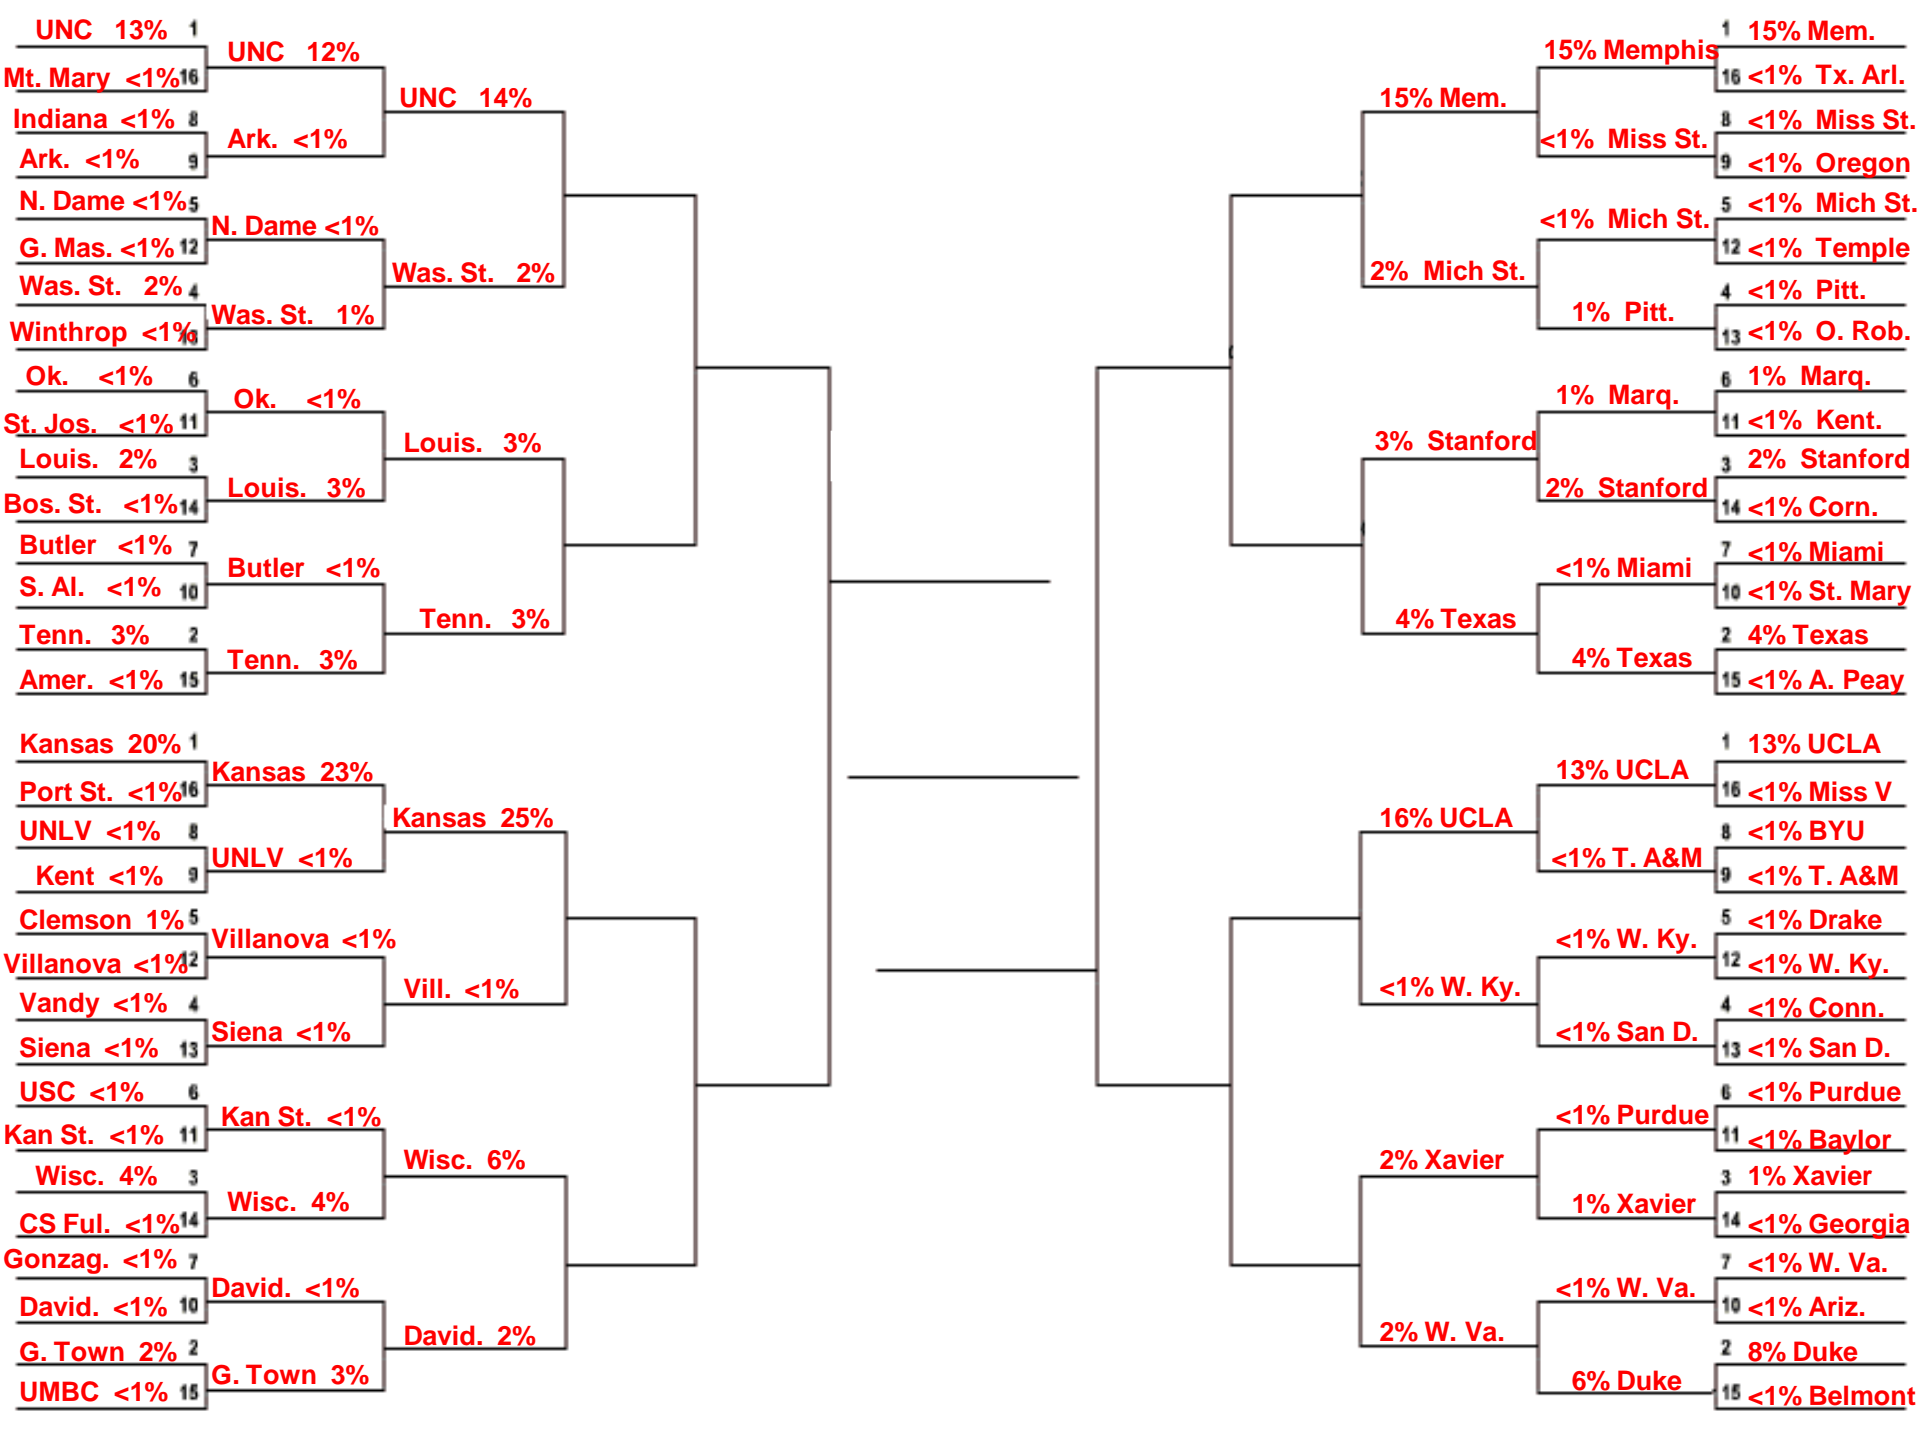 UNC 13% 1
Mt. Mary <1% 16
Indiana <1% 8
Ark. <1% 9
N. Dame <1% 5
G. Mas. <1% 12
Was. St. 2% 4
Winthrop <1%
Ok. <1% 6
St. Jos. <1% 11
Louis. 2% 3
Bos. St. <1% 14
Butler <1% 7
S. Al. <1% 10
Tenn. 3% 2
Amer. <1% 15
Kansas 20% 1
Port St. <1% 16
UNLV <1% 8
Kent <1% 9
Clemson 1% 5
Villanova <1% 12
Vandy <1% 4
Siena <1% 13
USC <1% 6
Kan St. <1% 11
Wisc. 4% 3
CS Ful. <1% 14
Gonzag. <1% 7
David. <1% 10
G. Town 2% 2
UMBC <1% 15
UNC 12%
Ark. <1%
N. Dame <1%
Was. St. 1%
Ok. <1%
Louis. 3%
Butler <1%
Tenn. 3%
Kansas 23%
UNLV <1%
Villanova <1%
Siena <1%
Kan St. <1%
Wisc. 4%
David. <1%
G. Town 3%
UNC 14%
Was. St. 2%
Louis. 3%
Tenn. 3%
Kansas 25%
Vill. <1%
Wisc. 6%
David. 2%
15% Mem.
2% Mich St.
3% Stanford
4% Texas
16% UCLA
<1% W. Ky.
2% Xavier
2% W. Va.
15% Memphis
<1% Miss St.
<1% Mich St.
1% Pitt.
1% Marq.
2% Stanford
<1% Miami
4% Texas
13% UCLA
<1% T. A&M
<1% W. Ky.
<1% San D.
<1% Purdue
1% Xavier
<1% W. Va.
6% Duke
1 15% Mem.
16 <1% Tx. Arl.
8 <1% Miss St.
9 <1% Oregon
5 <1% Mich St.
12 <1% Temple
4 <1% Pitt.
13 <1% O. Rob.
6 1% Marq.
11 <1% Kent.
3 2% Stanford
14 <1% Corn.
7 <1% Miami
10 <1% St. Mary
2 4% Texas
15 <1% A. Peay
1 13% UCLA
16 <1% Miss V
8 <1% BYU
9 <1% T. A&M
5 <1% Drake
12 <1% W. Ky.
4 <1% Conn.
13 <1% San D.
6 <1% Purdue
11 <1% Baylor
3 1% Xavier
14 <1% Georgia
7 <1% W. Va.
10 <1% Ariz.
2 8% Duke
15 <1% Belmont